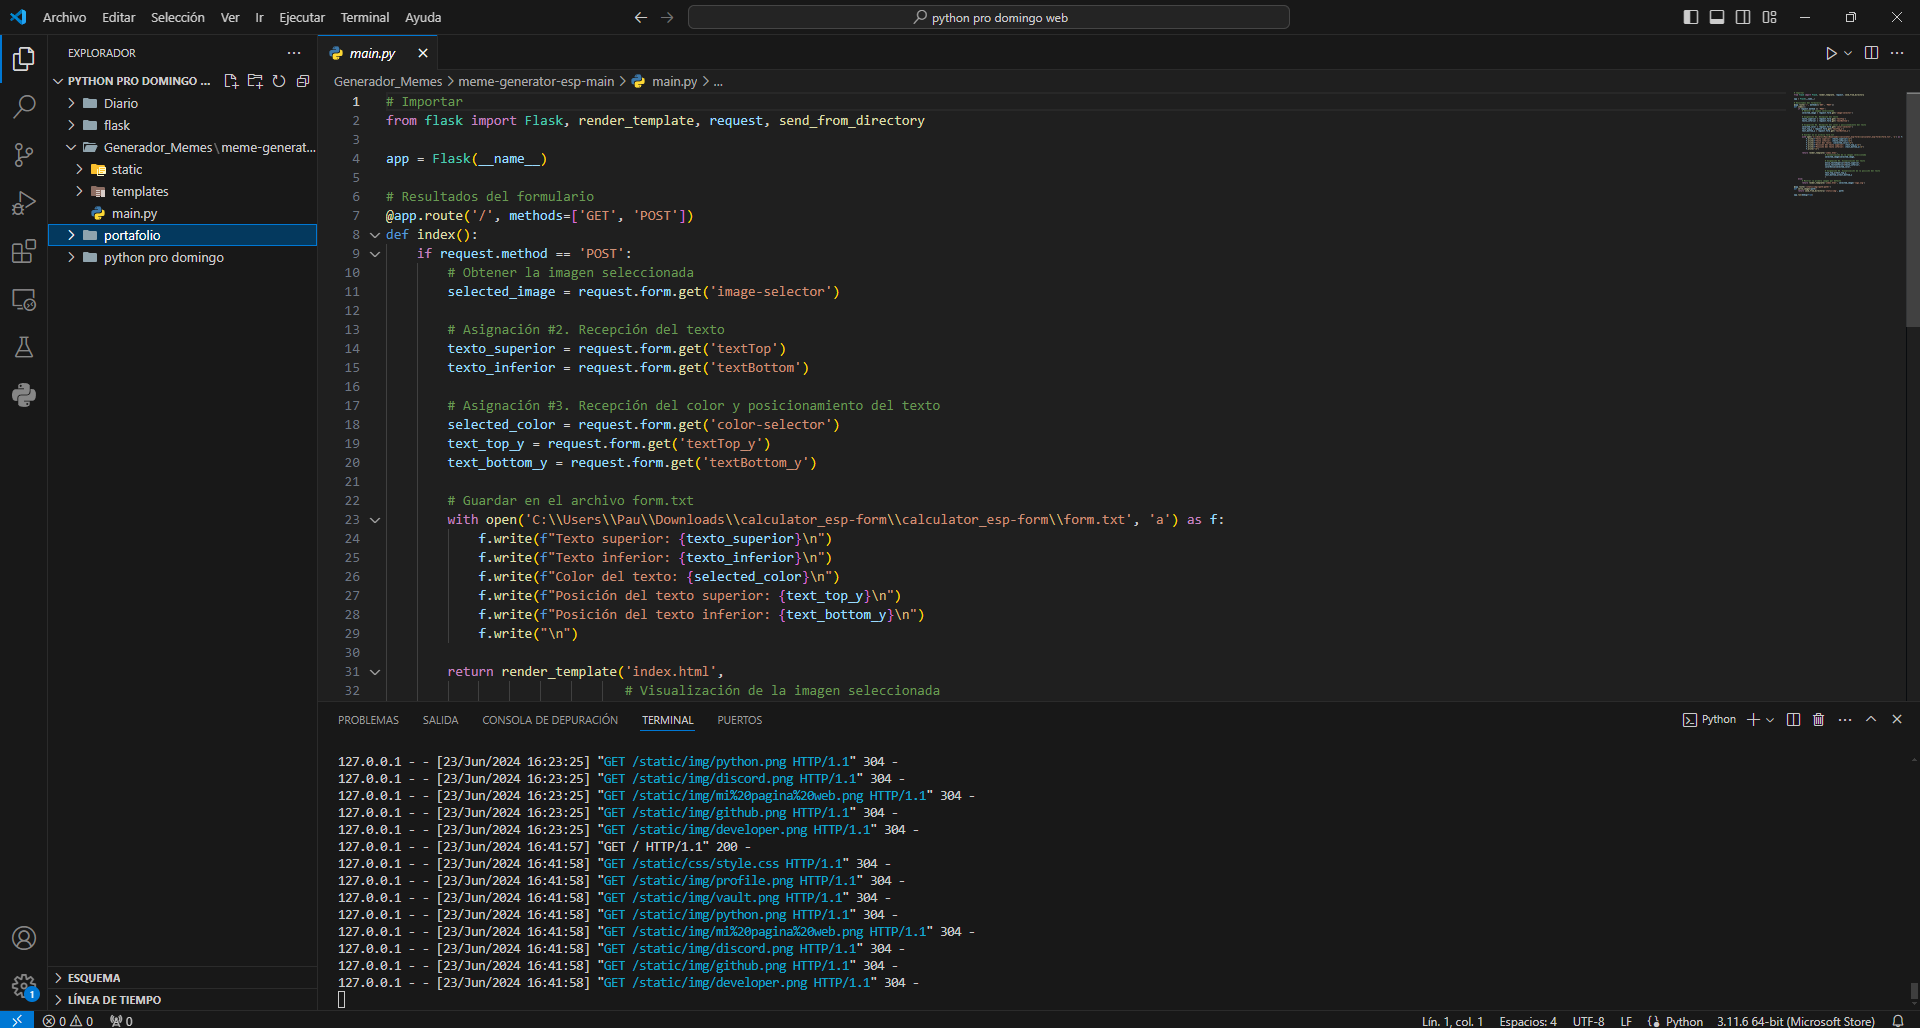 Archivo Editar Selección Ver Ir Ejecutar Terminal Ayuda
python pro domingo web
EXPLORADOR
PYTHON PRO DOMINGO ...
Diario
flask
Generador_Memes\meme-generat...
static
templates
main.py
portafolio
python pro domingo
ESQUEMA
LÍNEA DE TIEMPO
main.py
Generador_Memes > meme-generator-esp-main > main.py > ...
1 # Importar
2 from flask import Flask, render_template, request, send_from_directory
3
4 app = Flask(__name__)
5
6 # Resultados del formulario
7 @app.route('/', methods=['GET', 'POST'])
8 def index():
9 if request.method == 'POST':
10 # Obtener la imagen seleccionada
11 selected_image = request.form.get('image-selector')
12
13 # Asignación #2. Recepción del texto
14 texto_superior = request.form.get('textTop')
15 texto_inferior = request.form.get('textBottom')
16
17 # Asignación #3. Recepción del color y posicionamiento del texto
18 selected_color = request.form.get('color-selector')
19 text_top_y = request.form.get('textTop_y')
20 text_bottom_y = request.form.get('textBottom_y')
21
22 # Guardar en el archivo form.txt
23 with open('C:\\Users\\Pau\\Downloads\\calculator_esp-form\\calculator_esp-form\\form.txt', 'a') as f:
24 f.write(f"Texto superior: {texto_superior}\n")
25 f.write(f"Texto inferior: {texto_inferior}\n")
26 f.write(f"Color del texto: {selected_color}\n")
27 f.write(f"Posición del texto superior: {text_top_y}\n")
28 f.write(f"Posición del texto inferior: {text_bottom_y}\n")
29 f.write("\n")
30
31 return render_template('index.html',
32 # Visualización de la imagen seleccionada
PROBLEMAS SALIDA CONSOLA DE DEPURACIÓN TERMINAL PUERTOS
Python
127.0.0.1 - - [23/Jun/2024 16:23:25] "GET /static/img/python.png HTTP/1.1" 304 -
127.0.0.1 - - [23/Jun/2024 16:23:25] "GET /static/img/discord.png HTTP/1.1" 304 -
127.0.0.1 - - [23/Jun/2024 16:23:25] "GET /static/img/mi%20pagina%20web.png HTTP/1.1" 304 -
127.0.0.1 - - [23/Jun/2024 16:23:25] "GET /static/img/github.png HTTP/1.1" 304 -
127.0.0.1 - - [23/Jun/2024 16:23:25] "GET /static/img/developer.png HTTP/1.1" 304 -
127.0.0.1 - - [23/Jun/2024 16:41:57] "GET / HTTP/1.1" 200 -
127.0.0.1 - - [23/Jun/2024 16:41:58] "GET /static/css/style.css HTTP/1.1" 304 -
127.0.0.1 - - [23/Jun/2024 16:41:58] "GET /static/img/profile.png HTTP/1.1" 304 -
127.0.0.1 - - [23/Jun/2024 16:41:58] "GET /static/img/vault.png HTTP/1.1" 304 -
127.0.0.1 - - [23/Jun/2024 16:41:58] "GET /static/img/python.png HTTP/1.1" 304 -
127.0.0.1 - - [23/Jun/2024 16:41:58] "GET /static/img/mi%20pagina%20web.png HTTP/1.1" 304 -
127.0.0.1 - - [23/Jun/2024 16:41:58] "GET /static/img/discord.png HTTP/1.1" 304 -
127.0.0.1 - - [23/Jun/2024 16:41:58] "GET /static/img/github.png HTTP/1.1" 304 -
127.0.0.1 - - [23/Jun/2024 16:41:58] "GET /static/img/developer.png HTTP/1.1" 304 -
1
0 0 0
Lín. 1, col. 1 Espacios: 4 UTF-8 LF Python 3.11.6 64-bit (Microsoft Store)